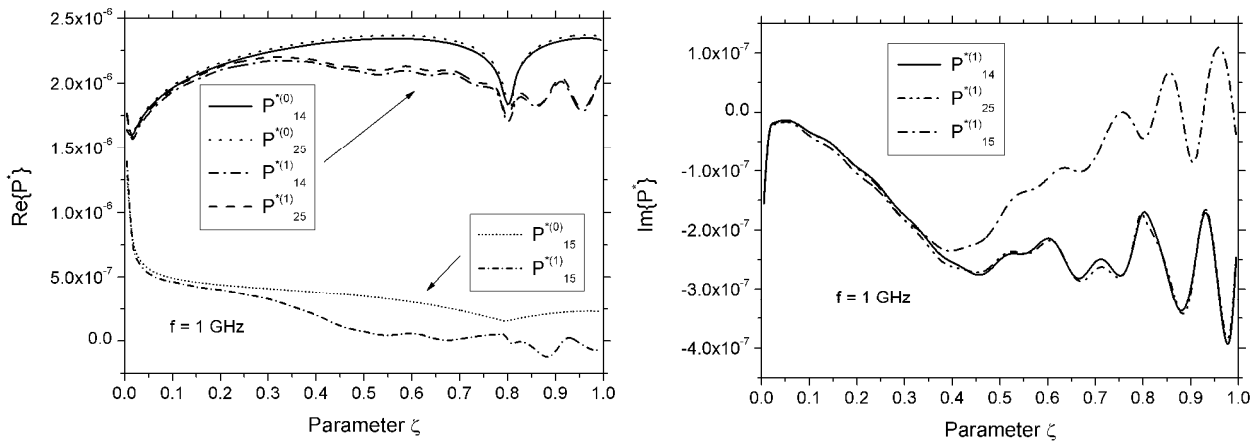 2.5x10⁻⁶
2.0x10⁻⁶
1.5x10⁻⁶
1.0x10⁻⁶
5.0x10⁻⁷
0.0
Re{P*}
P*(0)14
P*(0)25
P*(1)14
P*(1)25
P*(0)15
P*(1)15
f = 1 GHz
0.0 0.1 0.2 0.3 0.4 0.5 0.6 0.7 0.8 0.9 1.0
Parameter ζ
1.0x10⁻⁷
0.0
-1.0x10⁻⁷
-2.0x10⁻⁷
-3.0x10⁻⁷
-4.0x10⁻⁷
Im{P*}
P*(1)14
P*(1)25
P*(1)15
f = 1 GHz
0.0 0.1 0.2 0.3 0.4 0.5 0.6 0.7 0.8 0.9 1.0
Parameter ζ